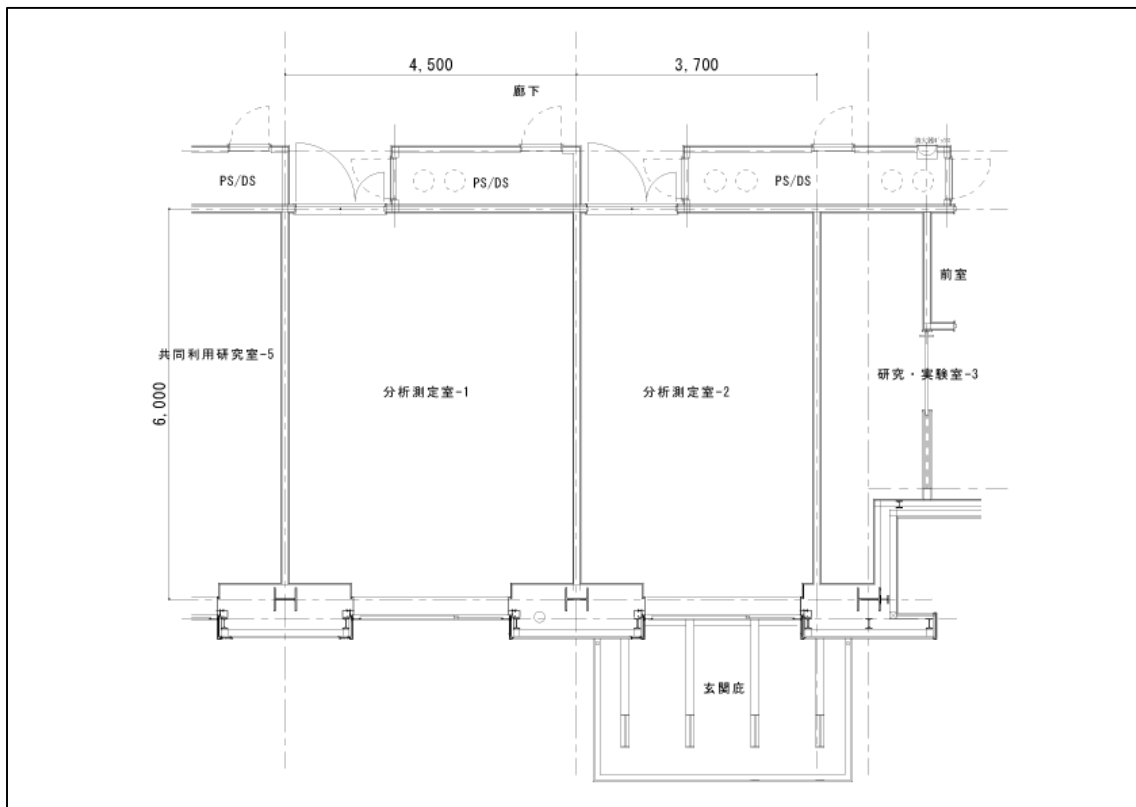 4,500
3,700
廊下
PS/DS
PS/DS
PS/DS
前室
共同利用研究室-5
研究・実験室-3
分析測定室-1
分析測定室-2
6,000
玄関庇